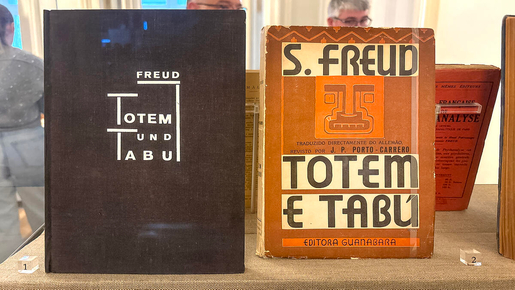 FREUD
TOTEM
UND
TABU
1
S. FREUD
TRADUZIDO DIRECTAMENTE DO ALLEMÃO
REVISTO POR J. P. PORTO-CARRERO
TOTEM
E TABÚ
EDITORA GUANABARA
FRANÇAISE
ANALYSE
2